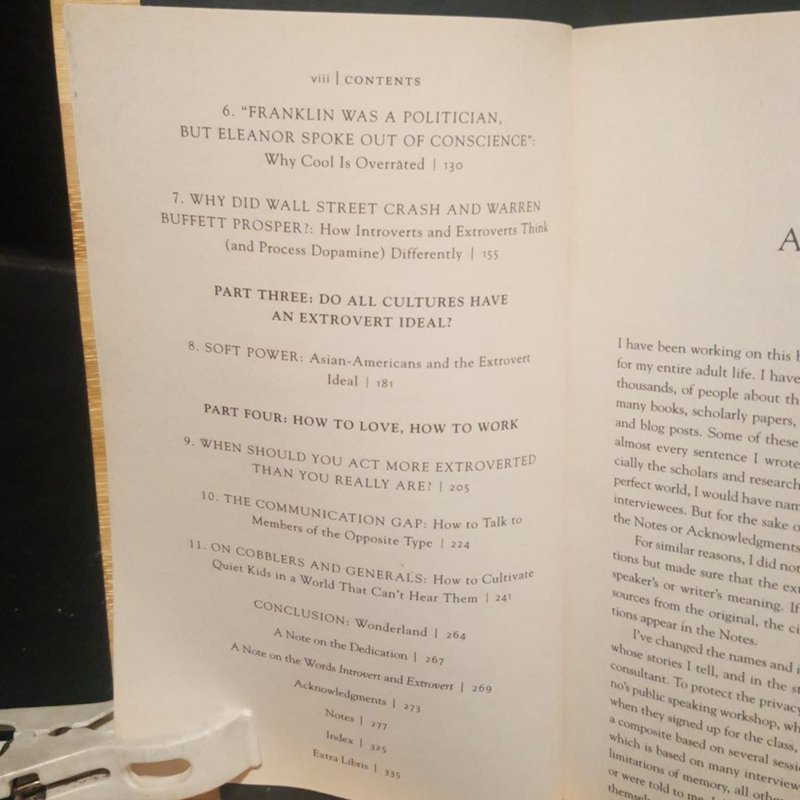 viii | CONTENTS
6. "FRANKLIN WAS A POLITICIAN,
BUT ELEANOR SPOKE OUT OF CONSCIENCE":
Why Cool Is Overrated | 130
7. WHY DID WALL STREET CRASH AND WARREN
BUFFETT PROSPER?: How Introverts and Extroverts Think
(and Process Dopamine) Differently | 155
PART THREE: DO ALL CULTURES HAVE
AN EXTROVERT IDEAL?
8. SOFT POWER: Asian-Americans and the Extrovert
Ideal | 181
PART FOUR: HOW TO LOVE, HOW TO WORK
9. WHEN SHOULD YOU ACT MORE EXTROVERTED
THAN YOU REALLY ARE? | 205
10. THE COMMUNICATION GAP: How to Talk to
Members of the Opposite Type | 224
11. ON COBBLERS AND GENERALS: How to Cultivate
Quiet Kids in a World That Can't Hear Them | 241
CONCLUSION: Wonderland | 264
A Note on the Dedication | 267
A Note on the Words Introvert and Extrovert | 269
Acknowledgments | 273
Notes | 277
Index | 325
Extra Libris | 335
A
I have been working on this
for my entire adult life. I have
thousands, of people about
many books, scholarly papers,
and blog posts. Some of these
almost every sentence I wrote
cially the scholars and
perfect world, I would have
interviewees. But for the sake
the Notes or Acknowledgments
For similar reasons, I did not
tions but made sure that the
speaker's or writer's meaning. If
sources from the original, the
tions appear in the Notes.
I've changed the names and
whose stories I tell, and in the
consultant. To protect the privacy
no's public speaking workshop,
when they signed up for the class,
a composite based on several
which is based on many
limitations of memory, all
or were told to me.